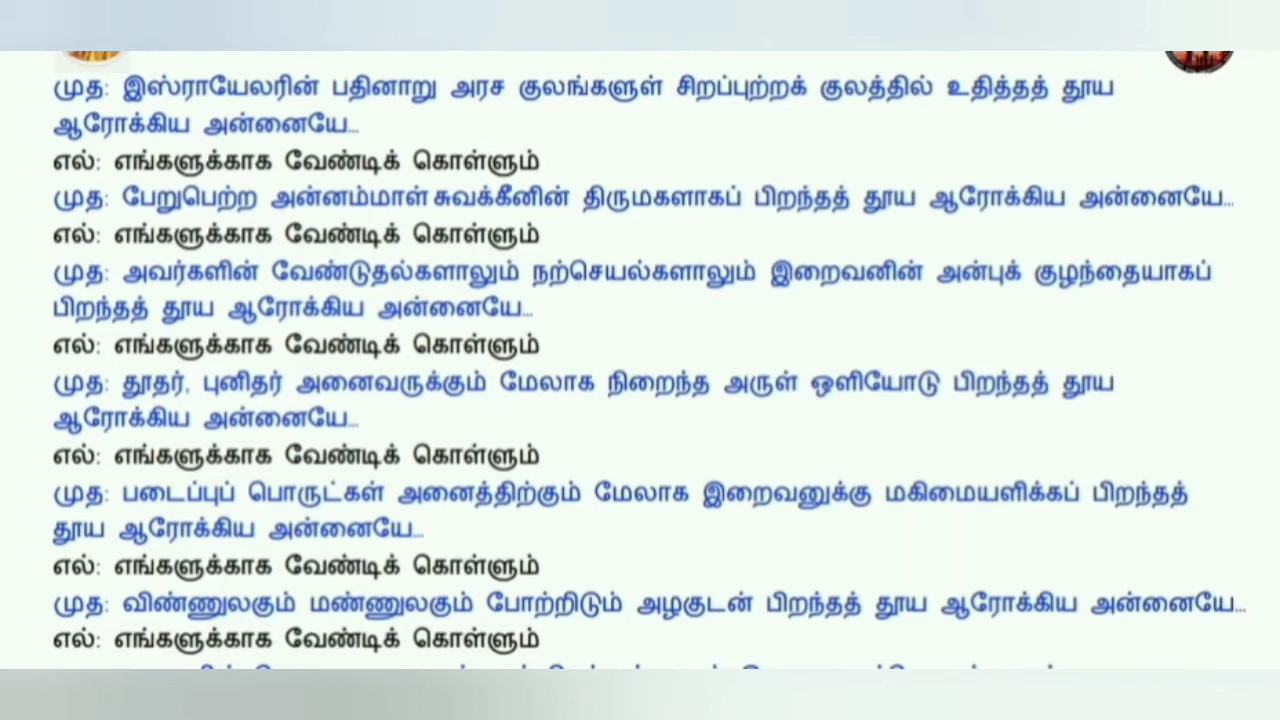 முத: இஸ்ராயேலரின் பதினாறு அரச குலங்களுள் சிறப்புற்றக் குலத்தில் உதித்தத் தூய
ஆரோக்கிய அன்னையே...
எல்: எங்களுக்காக வேண்டிக் கொள்ளும்
முத: பேறுபெற்ற அன்னம்மாள் சுவக்கீனின் திருமகளாகப் பிறந்தத் தூய ஆரோக்கிய அன்னையே...
எல்: எங்களுக்காக வேண்டிக் கொள்ளும்
முத: அவர்களின் வேண்டுதல்களாலும் நற்செயல்களாலும் இறைவனின் அன்புக் குழந்தையாகப்
பிறந்தத் தூய ஆரோக்கிய அன்னையே...
எல்: எங்களுக்காக வேண்டிக் கொள்ளும்
முத: தூதர், புனிதர் அனைவருக்கும் மேலாக நிறைந்த அருள் ஒளியோடு பிறந்தத் தூய
ஆரோக்கிய அன்னையே...
எல்: எங்களுக்காக வேண்டிக் கொள்ளும்
முத: படைப்புப் பொருட்கள் அனைத்திற்கும் மேலாக இறைவனுக்கு மகிமையளிக்கப் பிறந்தத்
தூய ஆரோக்கிய அன்னையே...
எல்: எங்களுக்காக வேண்டிக் கொள்ளும்
முத: விண்ணுலகும் மண்ணுலகும் போற்றிடும் அழகுடன் பிறந்தத் தூய ஆரோக்கிய அன்னையே...
எல்: எங்களுக்காக வேண்டிக் கொள்ளும்